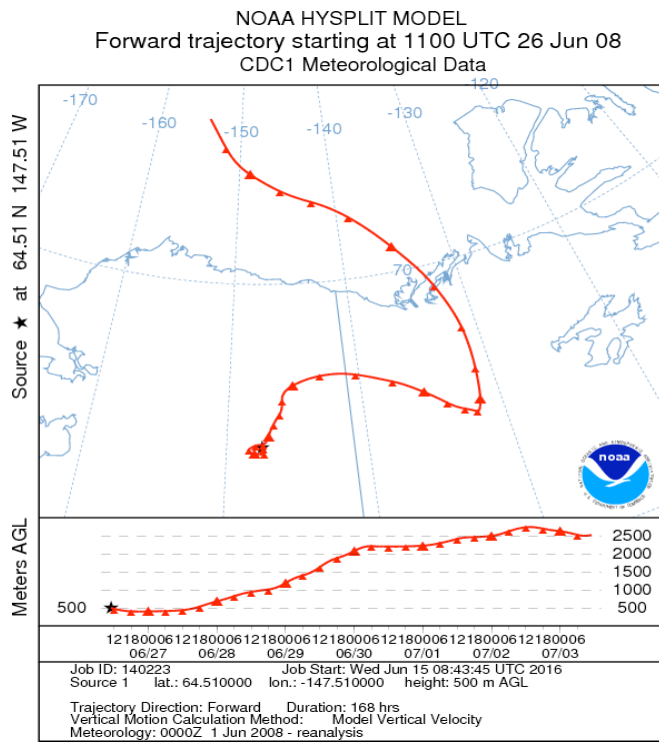 NOAA HYSPLIT MODEL
Forward trajectory starting at 1100 UTC 26 Jun 08
CDC1 Meteorological Data
Source ★ at 64.51 N 147.51 W
-170
-160
-150
-140
-130
-120
70
noaa
Meters AGL
500
2500
2000
1500
1000
500
12 18 00 06 12 18 00 06 12 18 00 06 12 18 00 06 12 18 00 06 12 18 00 06 12 18 00 06
06/27 06/28 06/29 06/30 07/01 07/02 07/03
Job ID: 140223 Job Start: Wed Jun 15 08:43:45 UTC 2016
Source 1 lat.: 64.510000 lon.: -147.510000 height: 500 m AGL
Trajectory Direction: Forward Duration: 168 hrs
Vertical Motion Calculation Method: Model Vertical Velocity
Meteorology: 0000Z 1 Jun 2008 - reanalysis